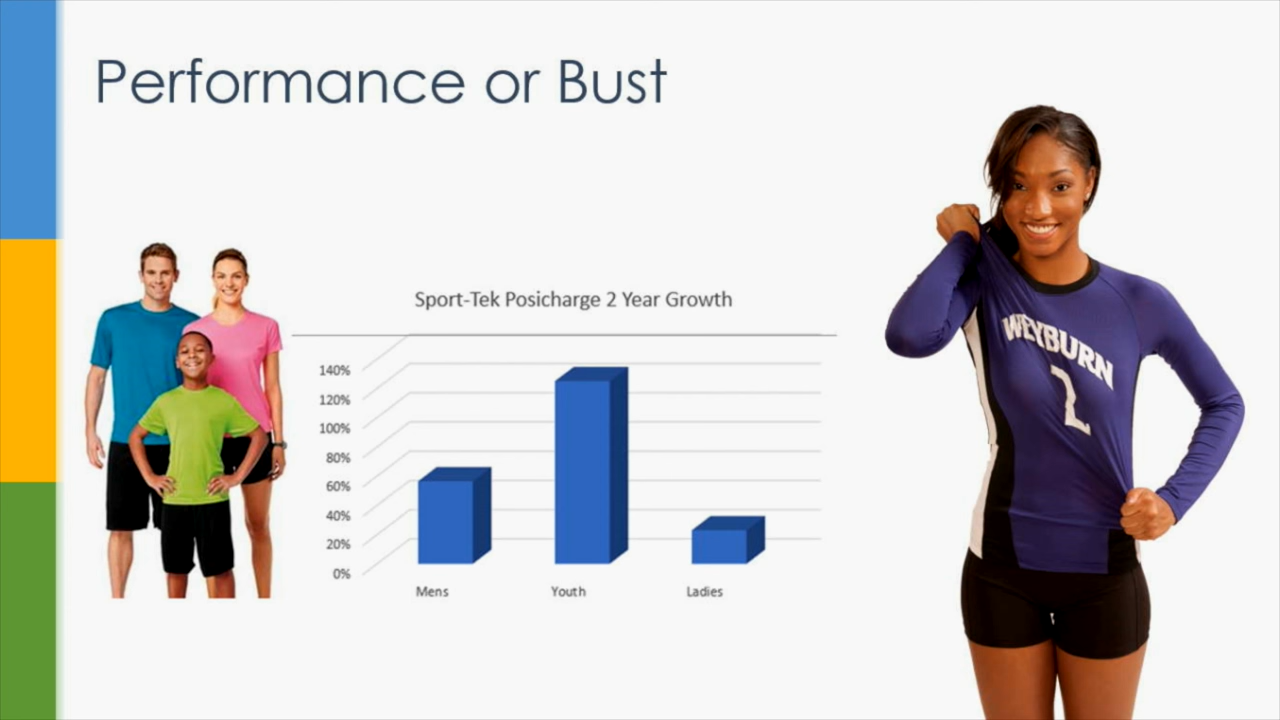 Performance or Bust
Sport-Tek Posicharge 2 Year Growth
140%
120%
100%
80%
60%
40%
20%
0%
Mens
Youth
Ladies
WEYBURN
2